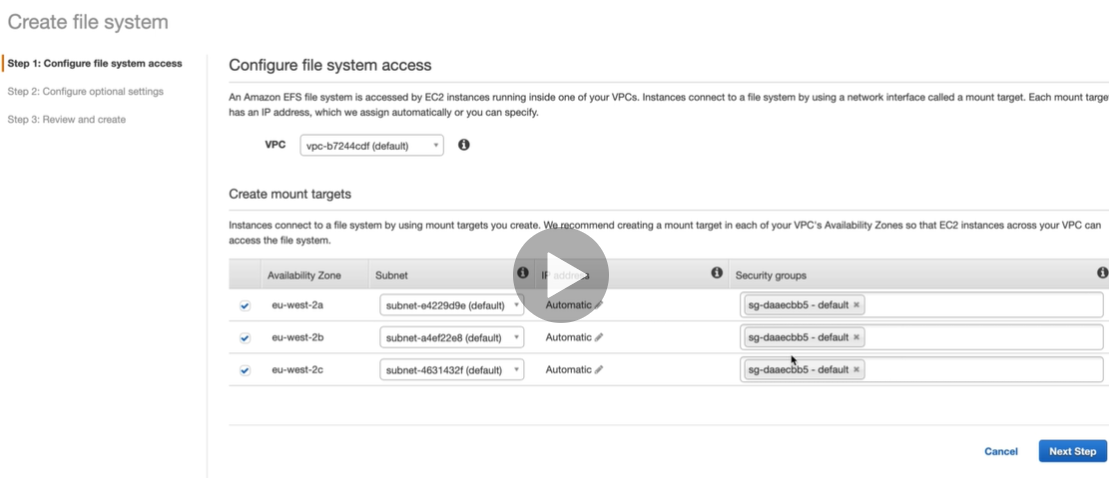 Create file system
Step 1: Configure file system access
Step 2: Configure optional settings
Step 3: Review and create
Configure file system access
An Amazon EFS file system is accessed by EC2 instances running inside one of your VPCs. Instances connect to a file system by using a network interface called a mount target. Each mount targe
has an IP address, which we assign automatically or you can specify.
VPC vpc-b7244cdf (default)
Create mount targets
Instances connect to a file system by using mount targets you create. We recommend creating a mount target in each of your VPC's Availability Zones so that EC2 instances across your VPC can
access the file system.
Availability Zone Subnet IP address Security groups
eu-west-2a subnet-e4229d9e (default) Automatic sg-daaecbb5 - default
eu-west-2b subnet-a4ef22e8 (default) Automatic sg-daaecbb5 - default
eu-west-2c subnet-4631432f (default) Automatic sg-daaecbb5 - default
Cancel Next Step